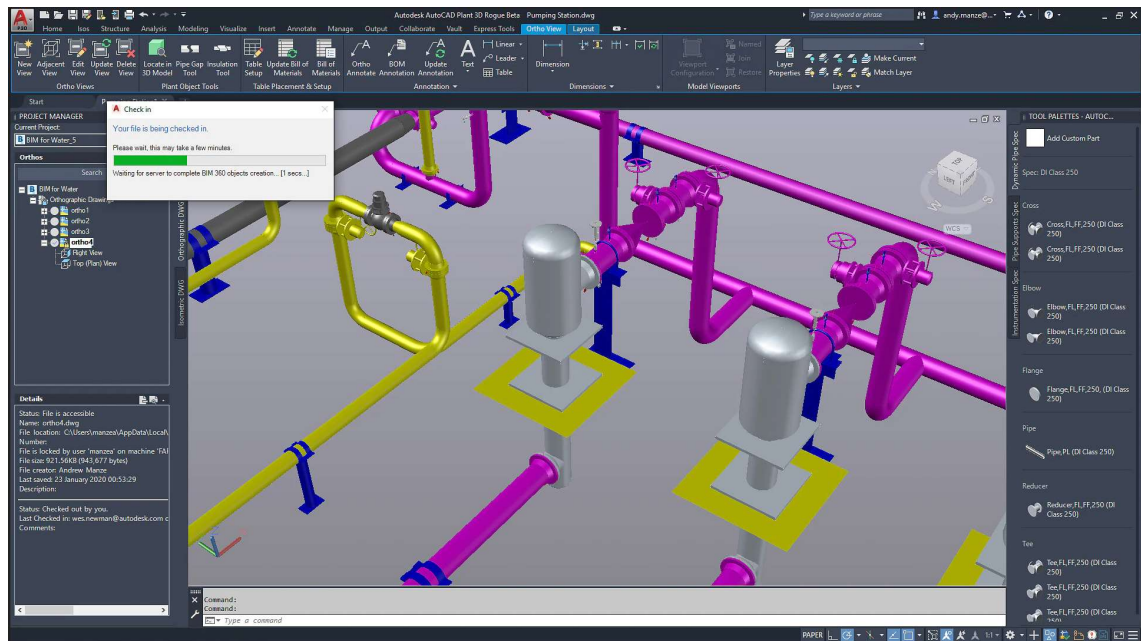 Autodesk AutoCAD Plant 3D Rogue Beta Pumping Station.dwg
Type a keyword or phrase
andy.manze@...
P3D
Home Isos Structure Analysis Modeling Visualize Insert Annotate Manage Output Collaborate Vault Express Tools Ortho View Layout
New View
Adjacent View
Edit View
Update View
Delete View
Ortho Views
Locate in 3D Model
Pipe Gap Tool
Insulation Tool
Plant Object Tools
Table Setup
Update Bill of Materials
Bill of Materials
Table Placement & Setup
Ortho Annotate
BOM Annotation
Update Annotation
Text
Linear
Leader
Table
Annotation
Dimension
Dimensions
Viewport Configuration
Named
Join
Restore
Model Viewports
Layer Properties
Make Current
Match Layer
Layers
Start
PROJECT MANAGER
Current Project:
BIM for Water_5
Orthos
Search
BIM for Water
Orthographic Draw
ortho1
ortho2
ortho3
ortho4
Right View
Top (Plan) View
Orthographic DWG
Isometric DWG
Check in
Your file is being checked in.
Please wait, this may take a few minutes.
Waiting for server to complete BIM 360 objects creation... [1 secs...]
Details
Status: File is accessible
Name: ortho4.dwg
File location: C:\Users\manzea\AppData\Local\
Number:
File is locked by user 'manzea' on machine 'FAI
File size: 921.56KB (943,677 bytes)
File creator: Andrew Manze
Last saved: 23 January 2020 00:53:29
Description:
Status: Checked out by you.
Last Checked in: wes.newman@autodesk.com
Comments:
TOP
LEFT
WCS
Command:
Command:
Type a command
PAPER
1:1
TOOL PALETTES - AUTOC...
Dynamic Pipe Spec
Pipe Supports Spec
Instrumentation Spec
Add Custom Part
Spec: DI Class 250
Cross
Cross,FL,FF,250 (DI Class 250)
Cross,FL,FF,250 (DI Class 250)
Elbow
Elbow,FL,FF,250 (DI Class 250)
Elbow,FL,FF,250 (DI Class 250)
Flange
Flange,FL,FF,250, (DI Class 250)
Pipe
Pipe,PL (DI Class 250)
Reducer
Reducer,FL,FF,250 (DI Class 250)
Tee
Tee,FL,FF,250 (DI Class 250)
Tee,FL,FF,250 (DI Class 250)
Tee,FL,FF,250 (DI Class 250)